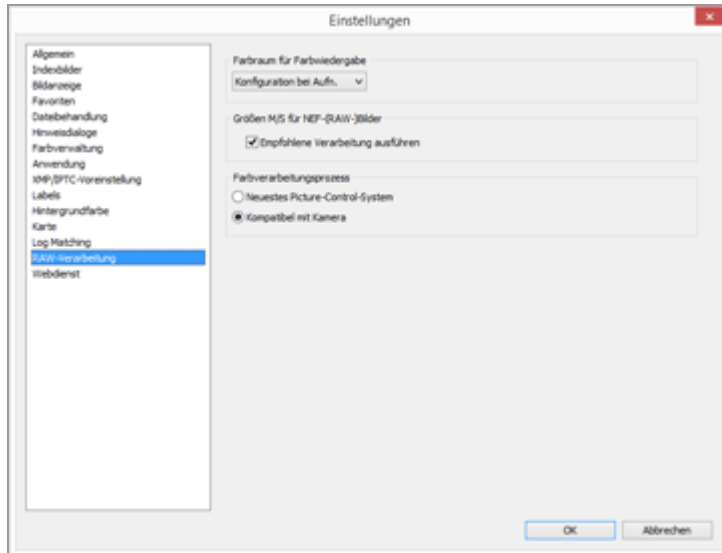 Einstellungen
Allgemein
Indexbilder
Bildanzeige
Favoriten
Dateibehandlung
Hinweisdialoge
Farbverwaltung
Anwendung
XMP/IPTC-Voreinstellung
Labels
Hintergrundfarbe
Karte
Log Matching
RAW-Verarbeitung
Webdienst
Farbraum für Farbwiedergabe
Konfiguration bei Aufn.
Größen M/S für NEF-(RAW-)Bilder
Empfohlene Verarbeitung ausführen
Farbverarbeitungsprozess
Neuestes Picture-Control-System
Kompatibel mit Kamera
OK
Abbrechen